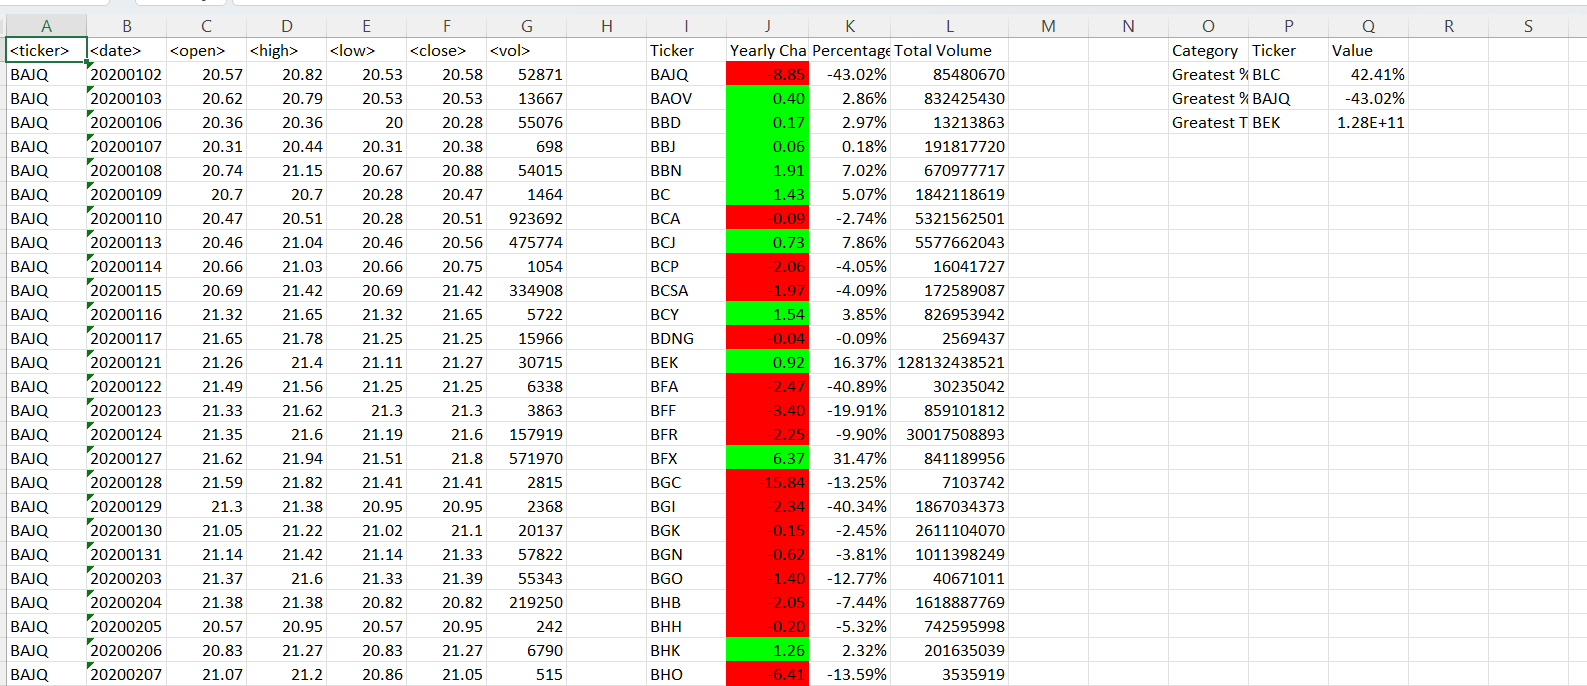 A B C D E F G H I J K L M N O P Q R S
<ticker> <date> <open> <high> <low> <close> <vol> Ticker Yearly Cha Percentage Total Volume Category Ticker Value
BAJQ 20200102 20.57 20.82 20.53 20.58 52871 BAJQ -8.85 -43.02% 85480670 Greatest % BLC 42.41%
BAJQ 20200103 20.62 20.79 20.53 20.53 13667 BAOV 0.40 2.86% 832425430 Greatest % BAJQ -43.02%
BAJQ 20200106 20.36 20.36 20 20.28 55076 BBD 0.17 2.97% 13213863 Greatest T BEK 1.28E+11
BAJQ 20200107 20.31 20.44 20.31 20.38 698 BBJ 0.06 0.18% 191817720
BAJQ 20200108 20.74 21.15 20.67 20.88 54015 BBN 1.91 7.02% 670977717
BAJQ 20200109 20.7 20.7 20.28 20.47 1464 BC 1.43 5.07% 1842118619
BAJQ 20200110 20.47 20.51 20.28 20.51 923692 BCA -0.09 -2.74% 5321562501
BAJQ 20200113 20.46 21.04 20.46 20.56 475774 BCJ 0.73 7.86% 5577662043
BAJQ 20200114 20.66 21.03 20.66 20.75 1054 BCP -2.06 -4.05% 16041727
BAJQ 20200115 20.69 21.42 20.69 21.42 334908 BCSA -1.97 -4.09% 172589087
BAJQ 20200116 21.32 21.65 21.32 21.65 5722 BCY 1.54 3.85% 826953942
BAJQ 20200117 21.65 21.78 21.25 21.25 15966 BDNG -0.04 -0.09% 2569437
BAJQ 20200121 21.26 21.4 21.11 21.27 30715 BEK 0.92 16.37% 128132438521
BAJQ 20200122 21.49 21.56 21.25 21.25 6338 BFA -2.47 -40.89% 30235042
BAJQ 20200123 21.33 21.62 21.3 21.3 3863 BFF -3.40 -19.91% 859101812
BAJQ 20200124 21.35 21.6 21.19 21.6 157919 BFR -2.25 -9.90% 30017508893
BAJQ 20200127 21.62 21.94 21.51 21.8 571970 BFX 6.37 31.47% 841189956
BAJQ 20200128 21.59 21.82 21.41 21.41 2815 BGC -15.84 -13.25% 7103742
BAJQ 20200129 21.3 21.38 20.95 20.95 2368 BGI -2.34 -40.34% 1867034373
BAJQ 20200130 21.05 21.22 21.02 21.1 20137 BGK -0.15 -2.45% 2611104070
BAJQ 20200131 21.14 21.42 21.14 21.33 57822 BGN -0.62 -3.81% 1011398249
BAJQ 20200203 21.37 21.6 21.33 21.39 55343 BGO -1.40 -12.77% 40671011
BAJQ 20200204 21.38 21.38 20.82 20.82 219250 BHB -2.05 -7.44% 1618887769
BAJQ 20200205 20.57 20.95 20.57 20.95 242 BHH -0.20 -5.32% 742595998
BAJQ 20200206 20.83 21.27 20.83 21.27 6790 BHK 1.26 2.32% 201635039
BAJQ 20200207 21.07 21.2 20.86 21.05 515 BHO -6.41 -13.59% 3535919